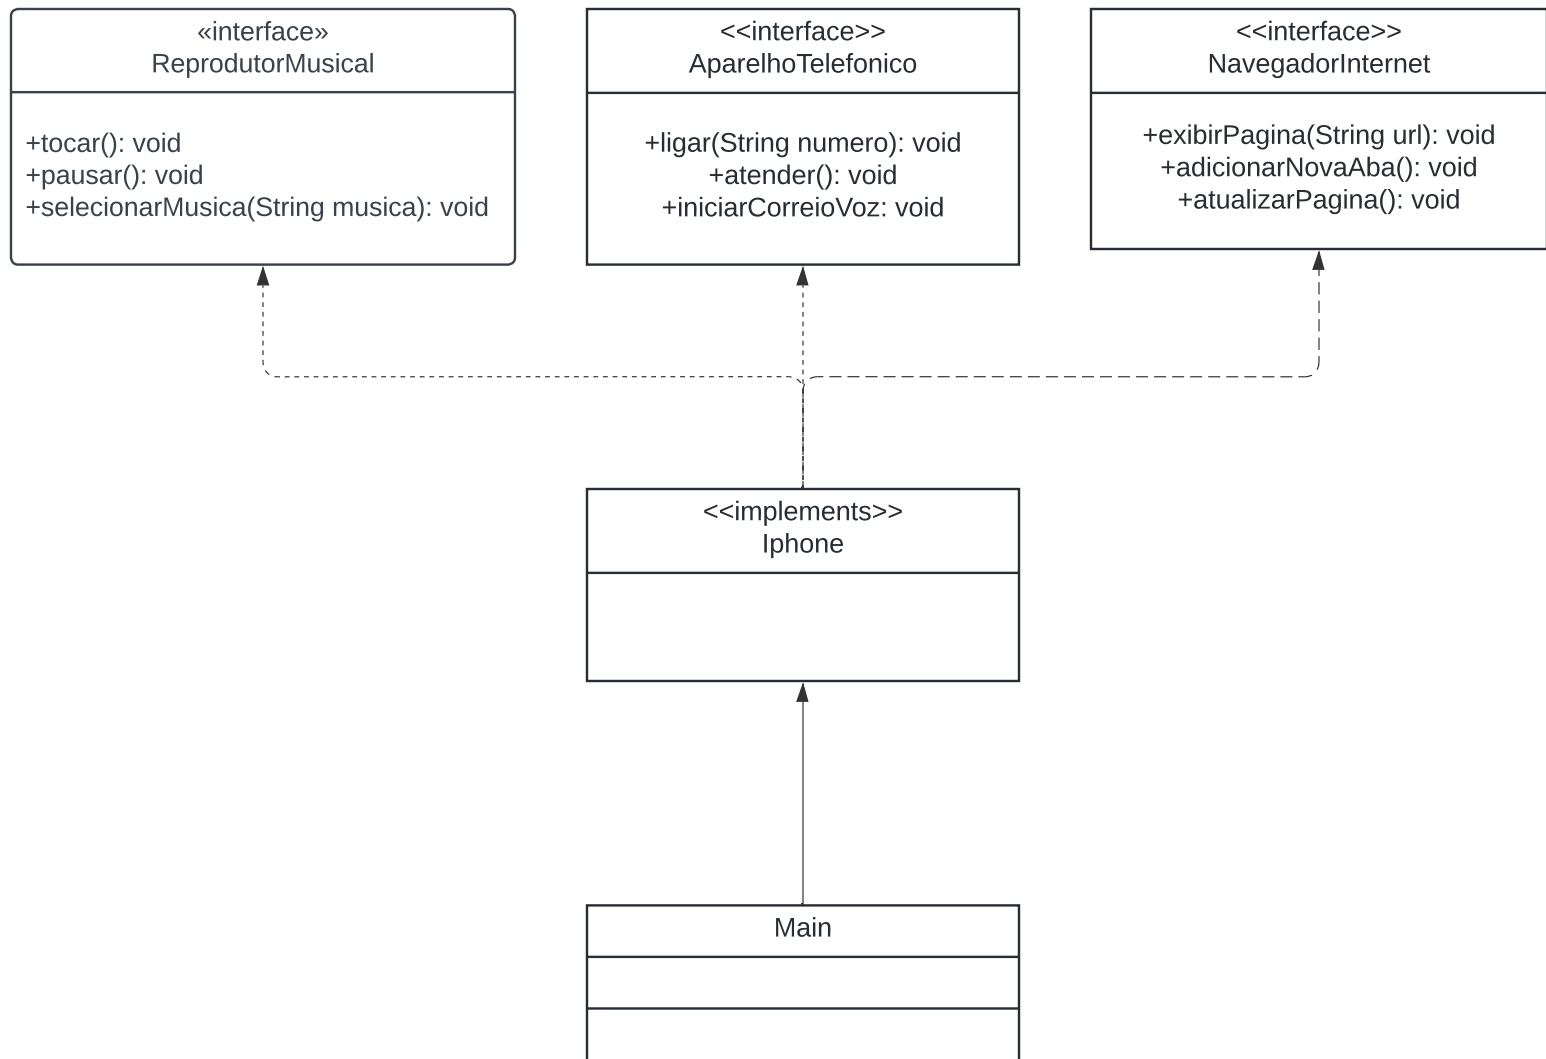 «interface»
ReprodutorMusical
+tocar(): void
+pausar(): void
+selecionarMusica(String musica): void
<<interface>>
AparelhoTelefonico
+ligar(String numero): void
+atender(): void
+iniciarCorreioVoz: void
<<interface>>
NavegadorInternet
+exibirPagina(String url): void
+adicionarNovaAba(): void
+atualizarPagina(): void
<<implements>>
Iphone
Main